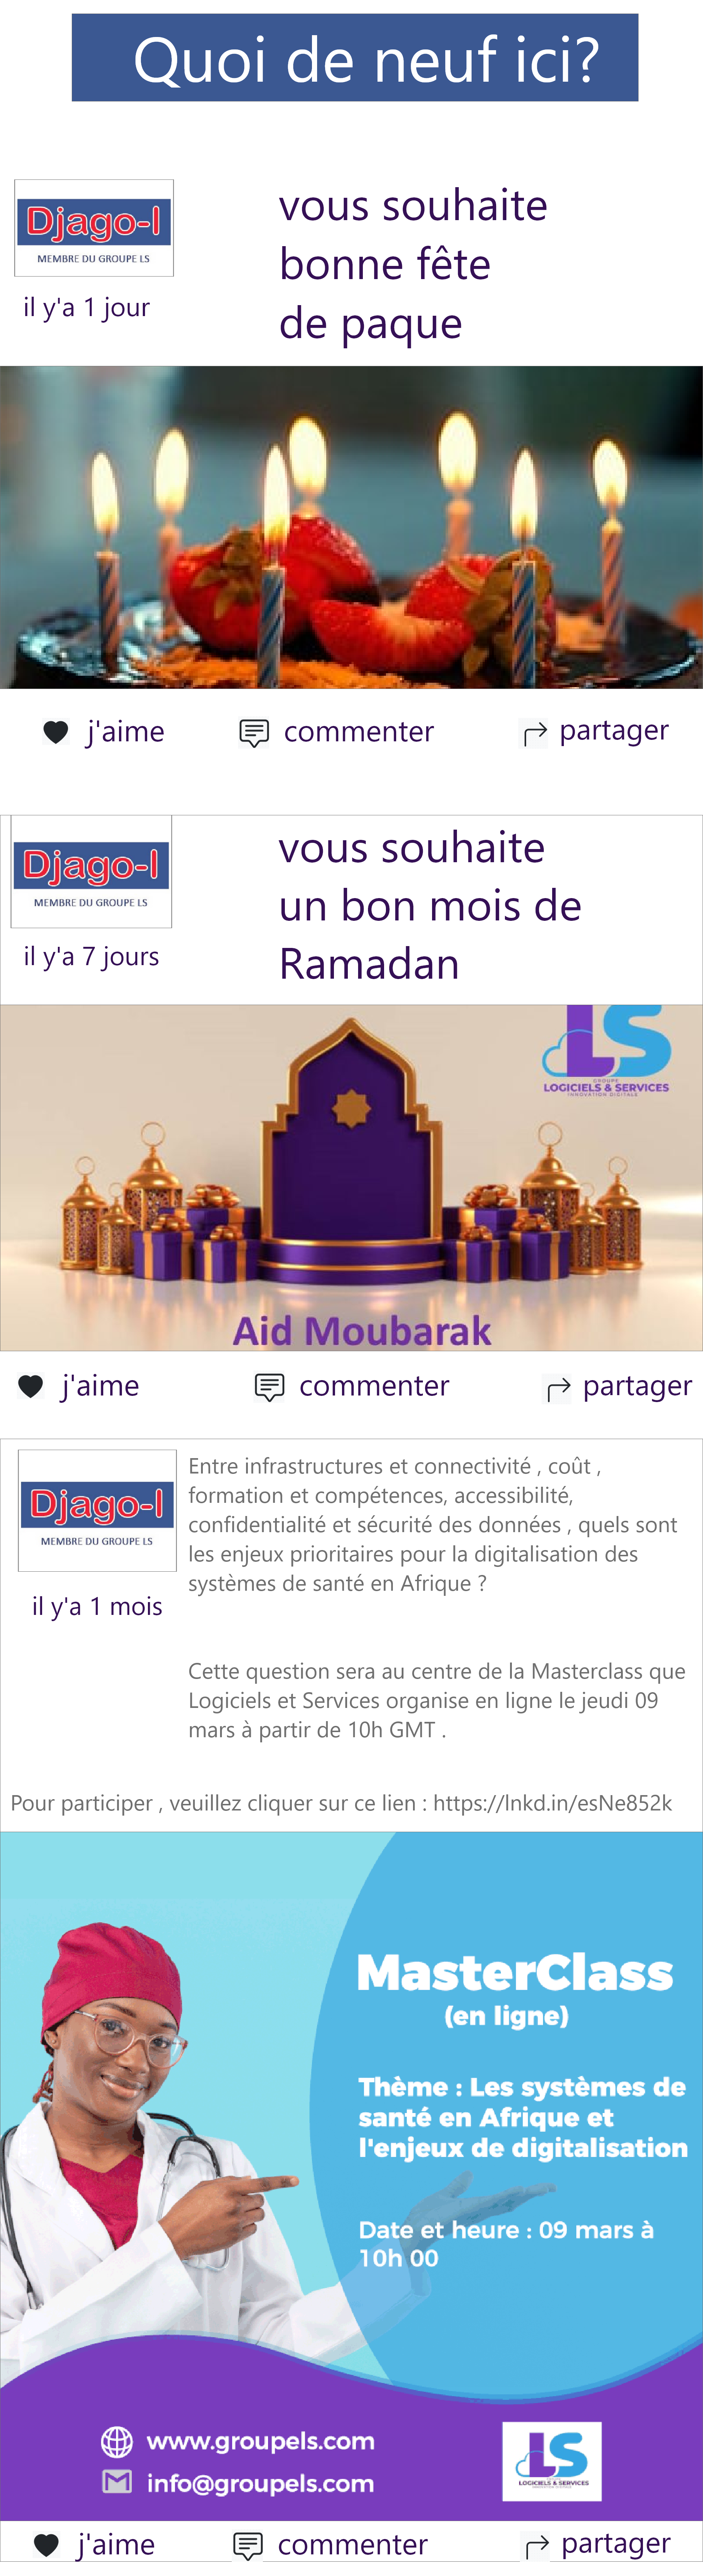 Quoi de neuf ici?
Djago-I
MEMBRE DU GROUPE LS
il y'a 1 jour
vous souhaite
bonne fête
de paque
j'aime
commenter
partager
Djago-I
MEMBRE DU GROUPE LS
il y'a 7 jours
vous souhaite
un bon mois de
Ramadan
LS
GROUPE
LOGICIELS & SERVICES
INNOVATION DIGITALE
Aid Moubarak
j'aime
commenter
partager
Djago-I
MEMBRE DU GROUPE LS
il y'a 1 mois
Entre infrastructures et connectivité , coût ,
formation et compétences, accessibilité,
confidentialité et sécurité des données , quels sont
les enjeux prioritaires pour la digitalisation des
systèmes de santé en Afrique ?
Cette question sera au centre de la Masterclass que
Logiciels et Services organise en ligne le jeudi 09
mars à partir de 10h GMT .
Pour participer , veuillez cliquer sur ce lien : https://lnkd.in/esNe852k
MasterClass
(en ligne)
Thème : Les systèmes de
santé en Afrique et
l'enjeux de digitalisation
Date et heure : 09 mars à
10h 00
www.groupels.com
info@groupels.com
LS
LOGICIELS & SERVICES
j'aime
commenter
partager